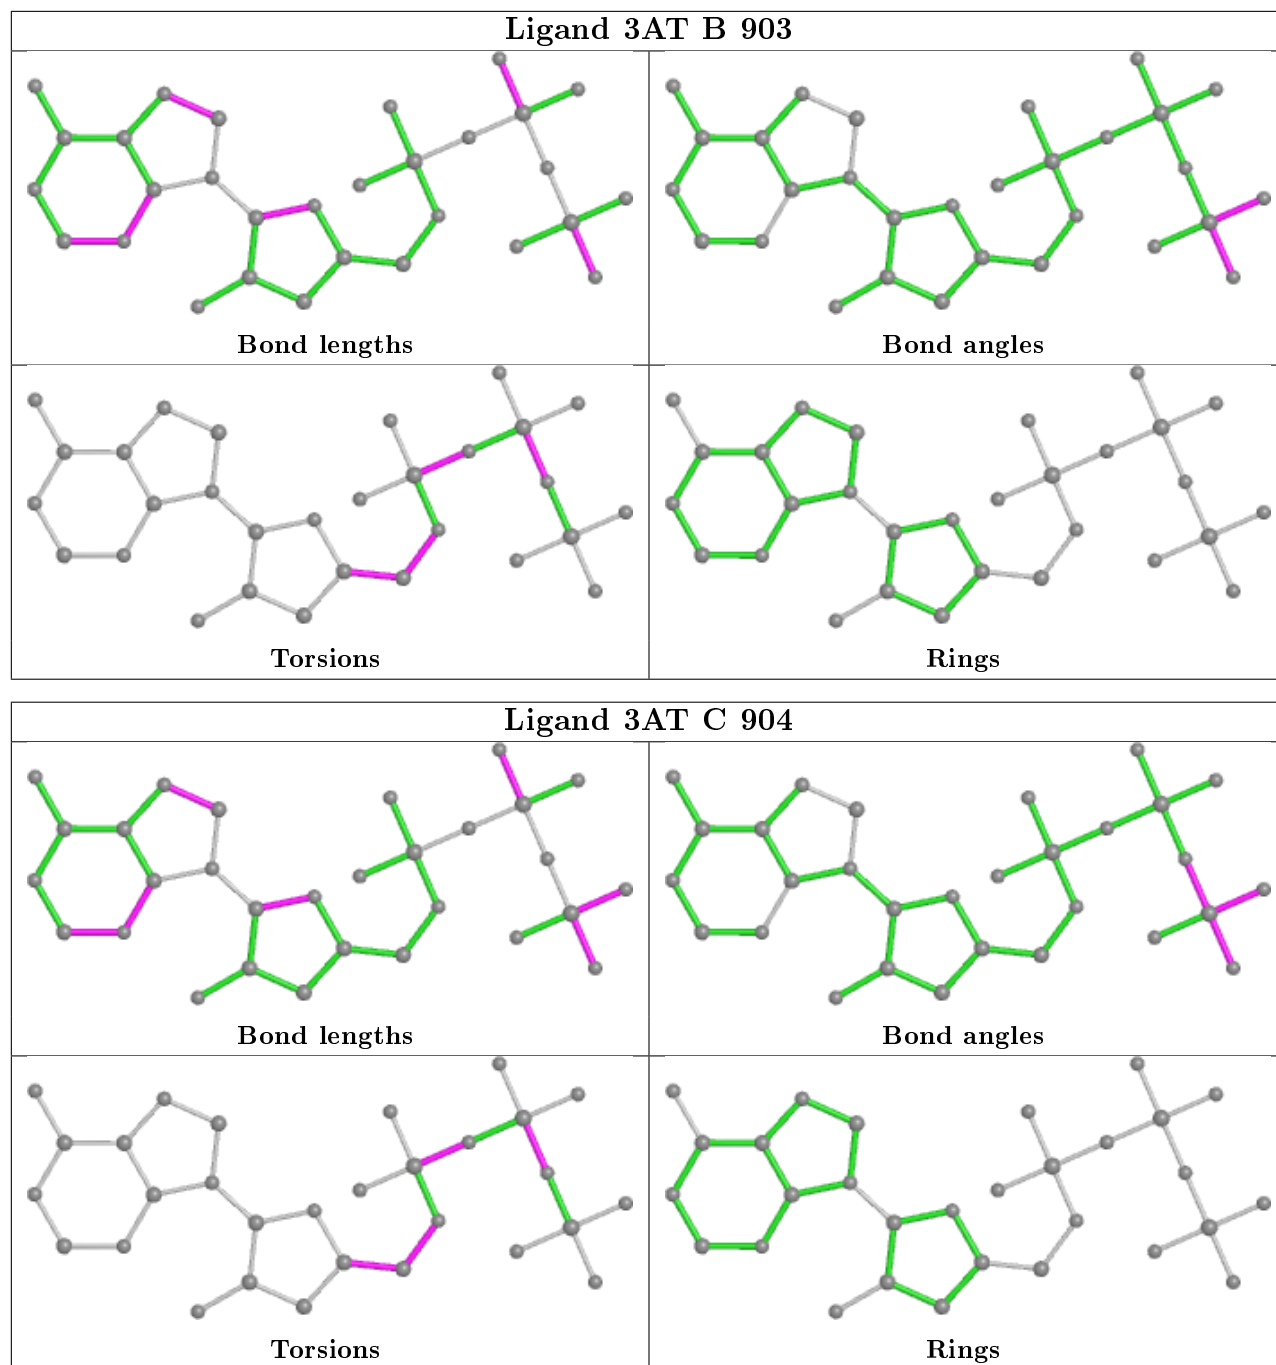 Ligand 3AT B 903
Bond lengths
Bond angles
Torsions
Rings
Ligand 3AT C 904
Bond lengths
Bond angles
Torsions
Rings